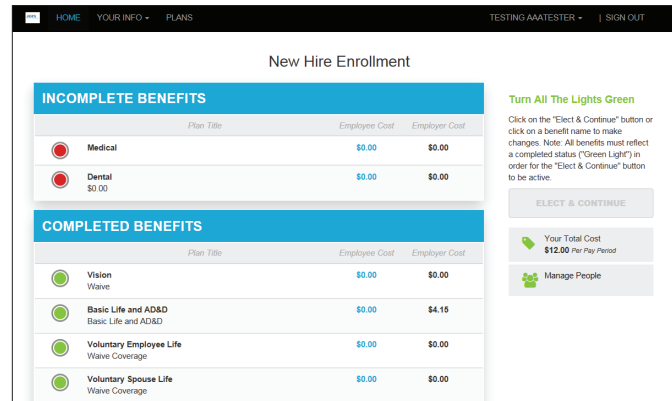 HOME YOUR INFO PLANS TESTING AAATESTER | SIGN OUT
New Hire Enrollment
INCOMPLETE BENEFITS
Plan Title Employee Cost Employer Cost
Medical $0.00 $0.00
Dental $0.00 $0.00
$0.00
COMPLETED BENEFITS
Plan Title Employee Cost Employer Cost
Vision $0.00 $0.00
Waive
Basic Life and AD&D $0.00 $4.15
Basic Life and AD&D
Voluntary Employee Life $0.00 $0.00
Waive Coverage
Voluntary Spouse Life $0.00 $0.00
Waive Coverage
Turn All The Lights Green
Click on the "Elect & Continue" button or
click on a benefit name to make
changes. Note: All benefits must reflect
a completed status ("Green Light") in
order for the "Elect & Continue" button
to be active.
ELECT & CONTINUE
Your Total Cost
$12.00 Per Pay Period
Manage People